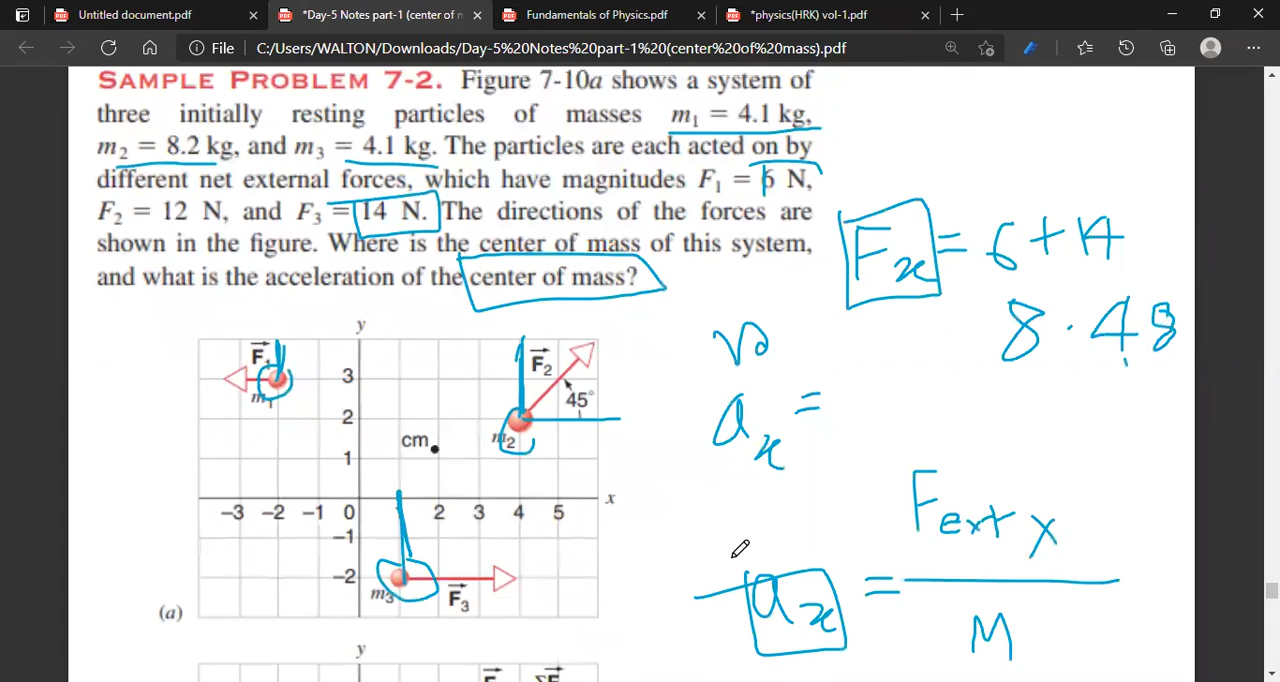 Untitled document.pdf
*Day-5 Notes part-1 (center of n
Fundamentals of Physics.pdf
*physics(HRK) vol-1.pdf
File
C:/Users/WALTON/Downloads/Day-5%20Notes%20part-1%20(center%20of%20mass).pdf
SAMPLE PROBLEM 7-2. Figure 7-10a shows a system of
three initially resting particles of masses m₁ = 4.1 kg,
m₂ = 8.2 kg, and m₃ = 4.1 kg. The particles are each acted on by
different net external forces, which have magnitudes F₁ = 6 N,
F₂ = 12 N, and F₃ = 14 N. The directions of the forces are
shown in the figure. Where is the center of mass of this system,
and what is the acceleration of the center of mass?
Fx = 6 + 14
8.48
ax =
F ext x
ax =
M
y
F₁
m₁
F₂
45°
m₂
3
2
1
cm
x
-3 -2 -1 0 2 3 4 5
-1
-2
m₃
F₃
(a)
y